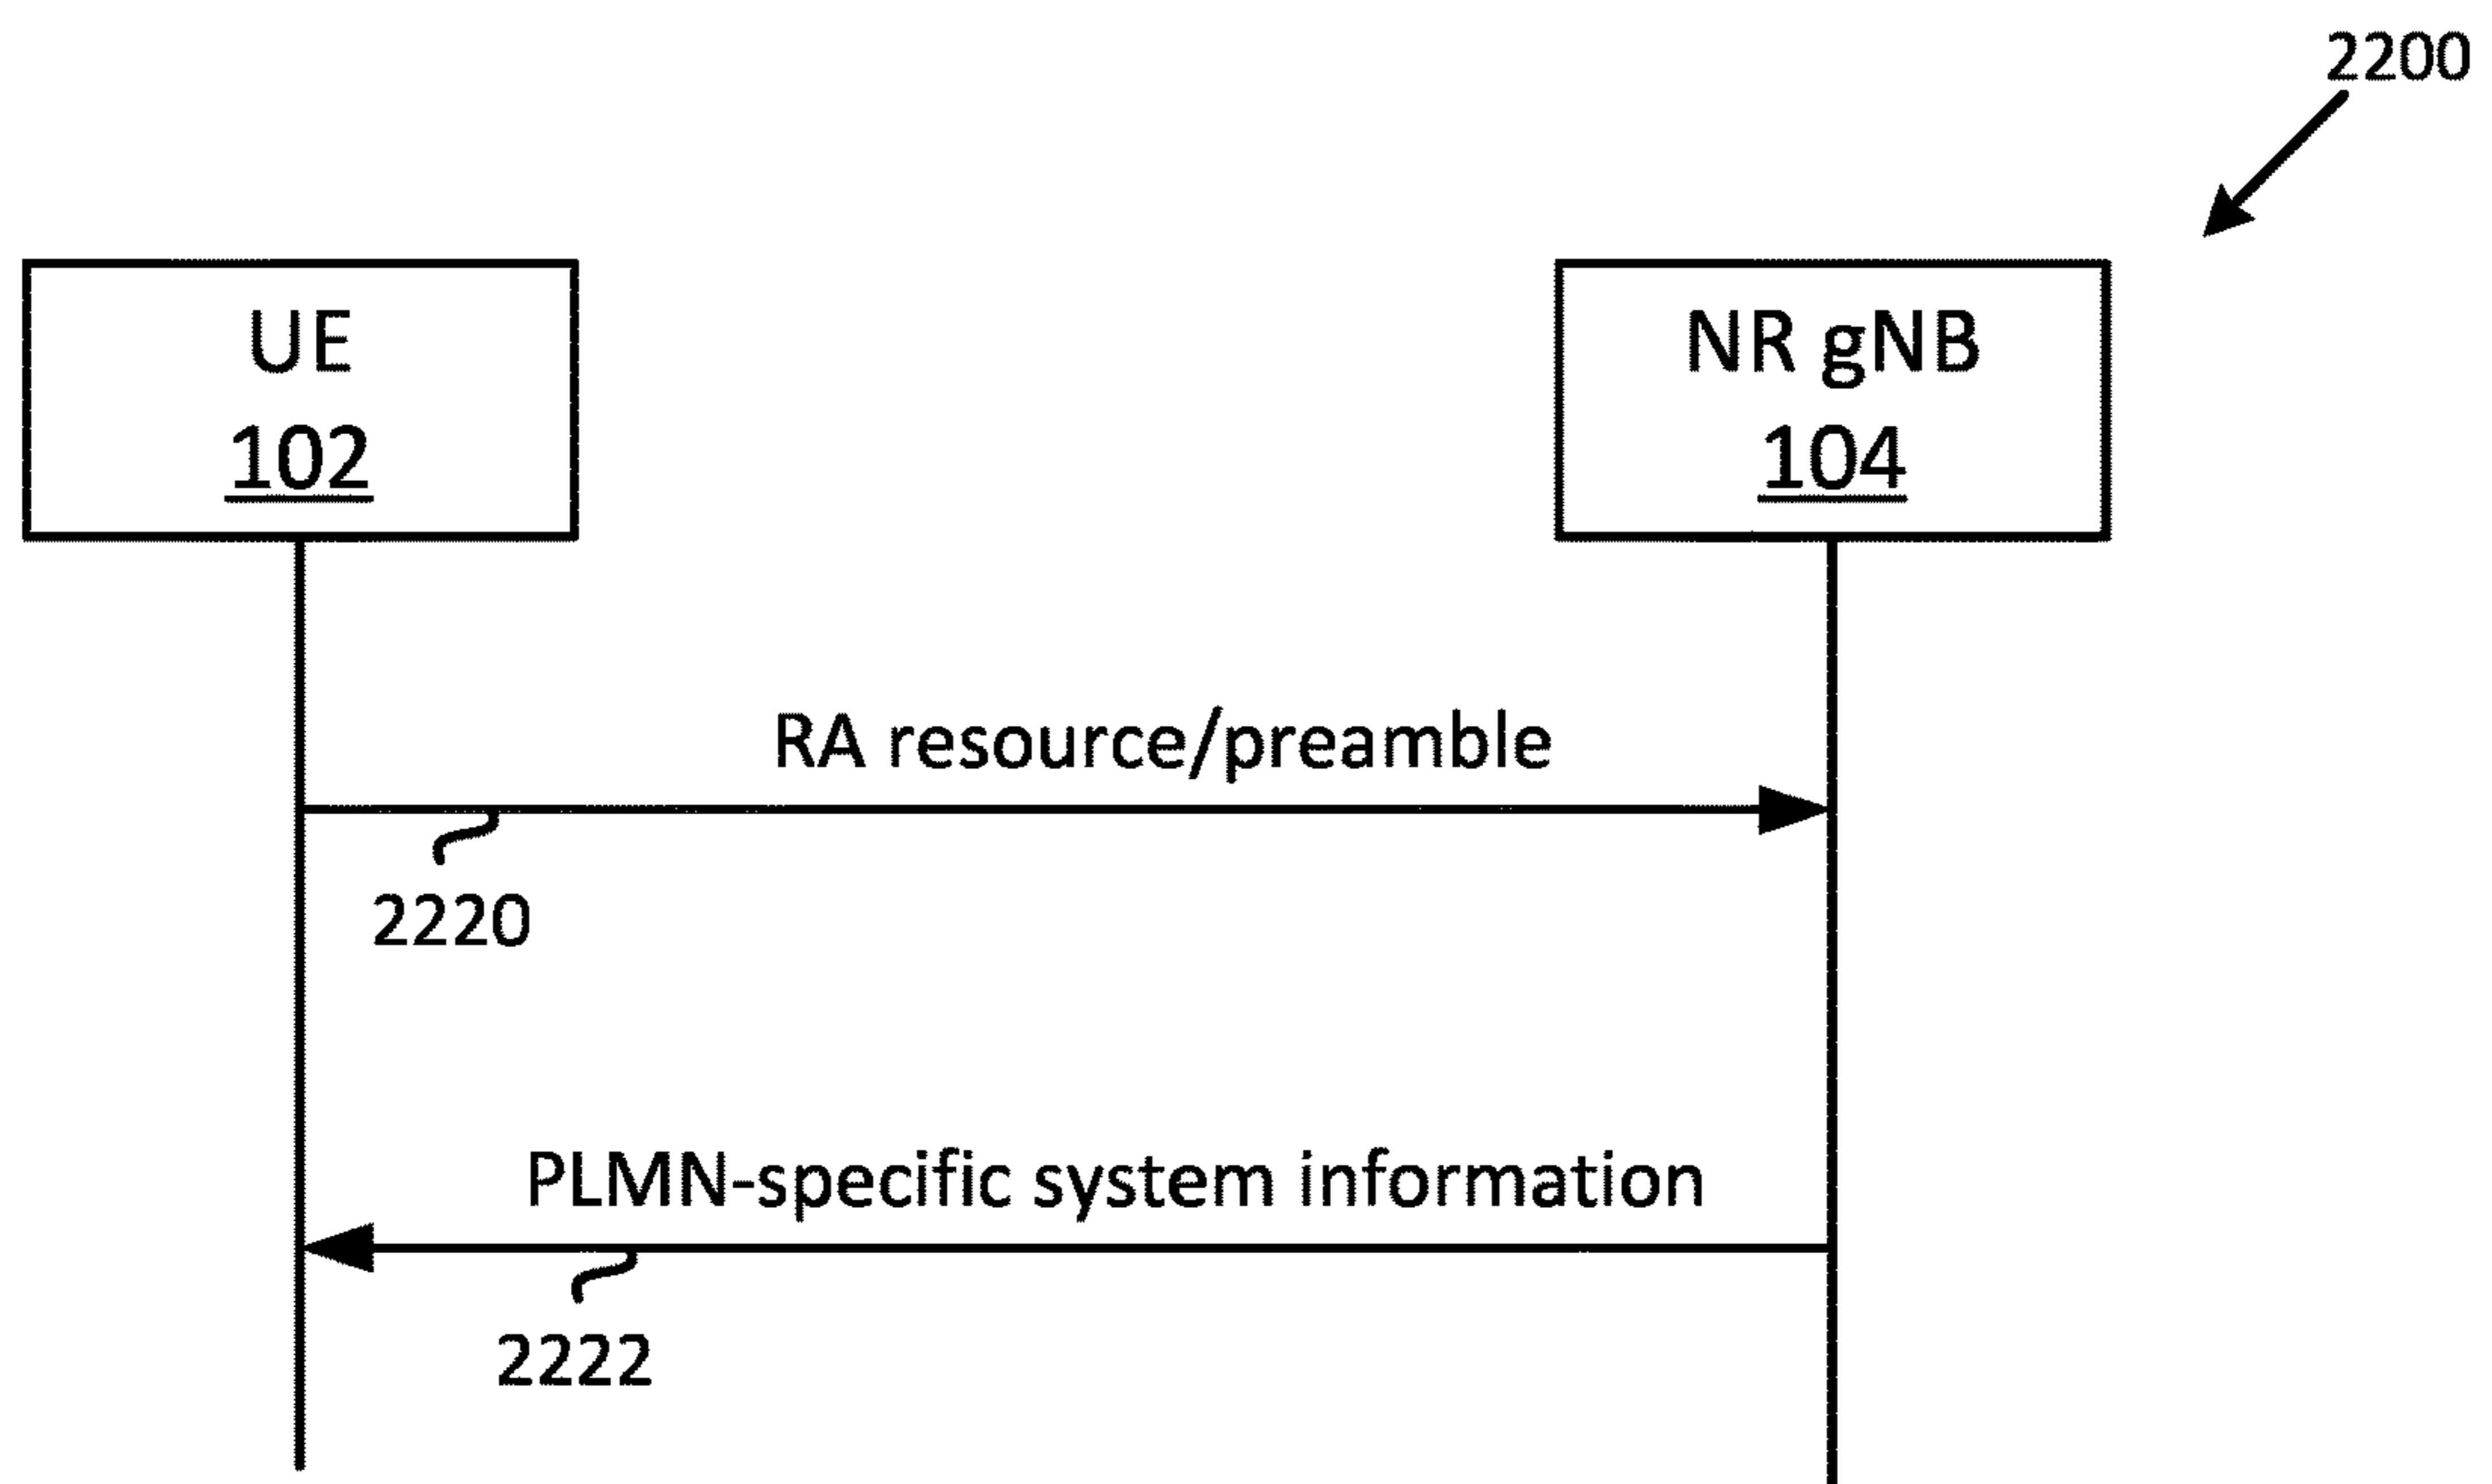 2200
UE
102
NR gNB
104
RA resource/preamble
2220
PLMN-specific system information
2222